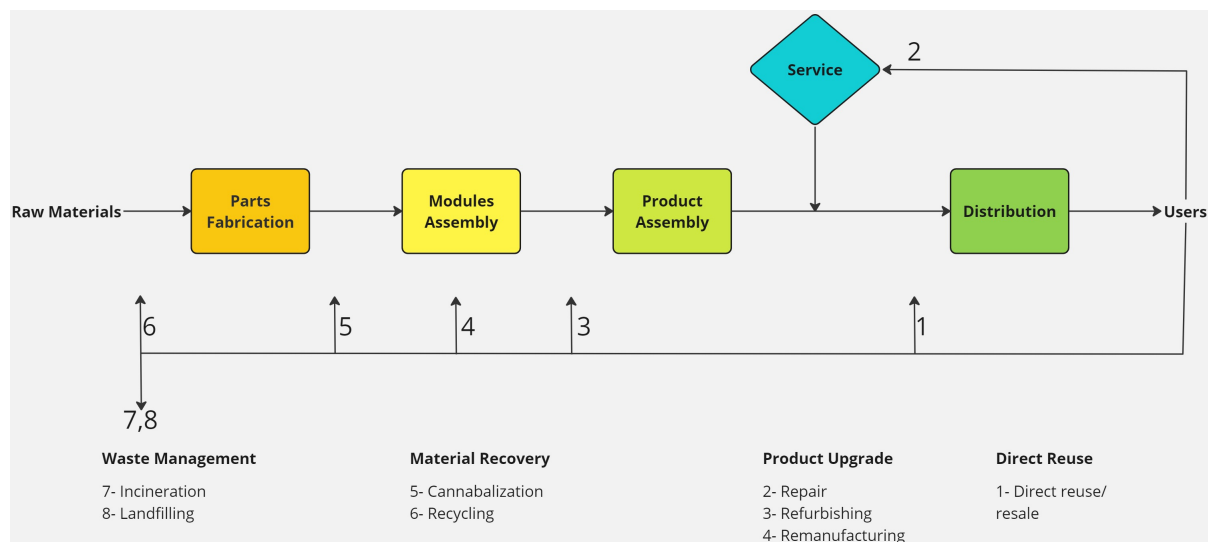 2
Service
Raw Materials
Parts
Fabrication
Modules
Assembly
Product
Assembly
Distribution
Users
6
5
4
3
1
7,8
Waste Management
7- Incineration
8- Landfilling
Material Recovery
5- Cannabalization
6- Recycling
Product Upgrade
2- Repair
3- Refurbishing
4- Remanufacturing
Direct Reuse
1- Direct reuse/
resale